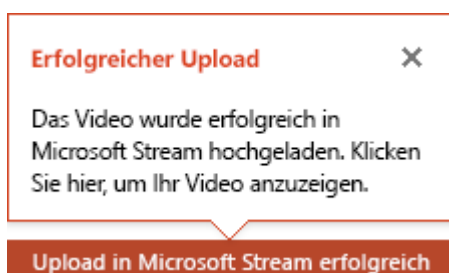 Erfolgreicher Upload
Das Video wurde erfolgreich in
Microsoft Stream hochgeladen. Klicken
Sie hier, um Ihr Video anzuzeigen.
Upload in Microsoft Stream erfolgreich